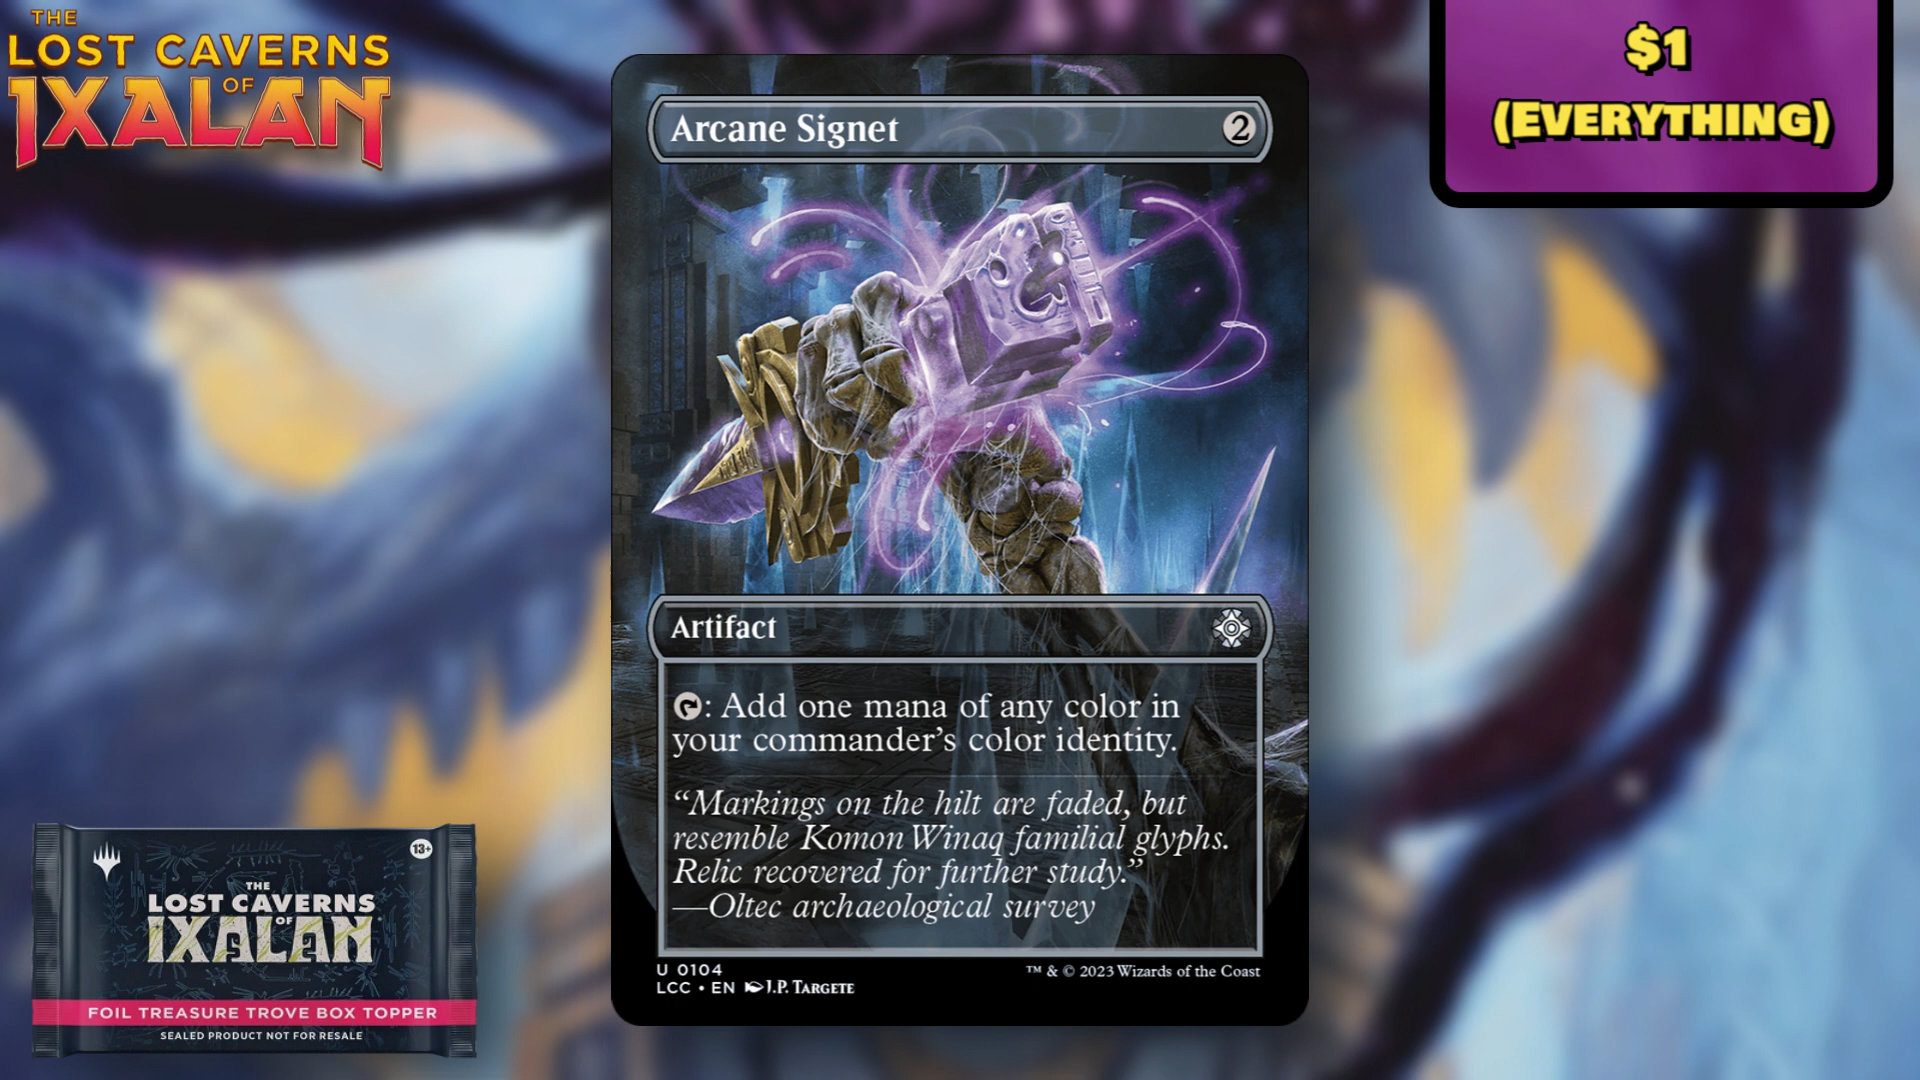 THE
LOST CAVERNS
OF
IXALAN
$1
(EVERYTHING)
Arcane Signet
2
Artifact
: Add one mana of any color in
your commander's color identity.
"Markings on the hilt are faded, but
resemble Komon Winaq familial glyphs.
Relic recovered for further study."
—Oltec archaeological survey
U 0104
LCC • EN J.P. TARGETE
™ & © 2023 Wizards of the Coast
13+
THE
LOST CAVERNS
OF
IXALAN
FOIL TREASURE TROVE BOX TOPPER
SEALED PRODUCT NOT FOR RESALE